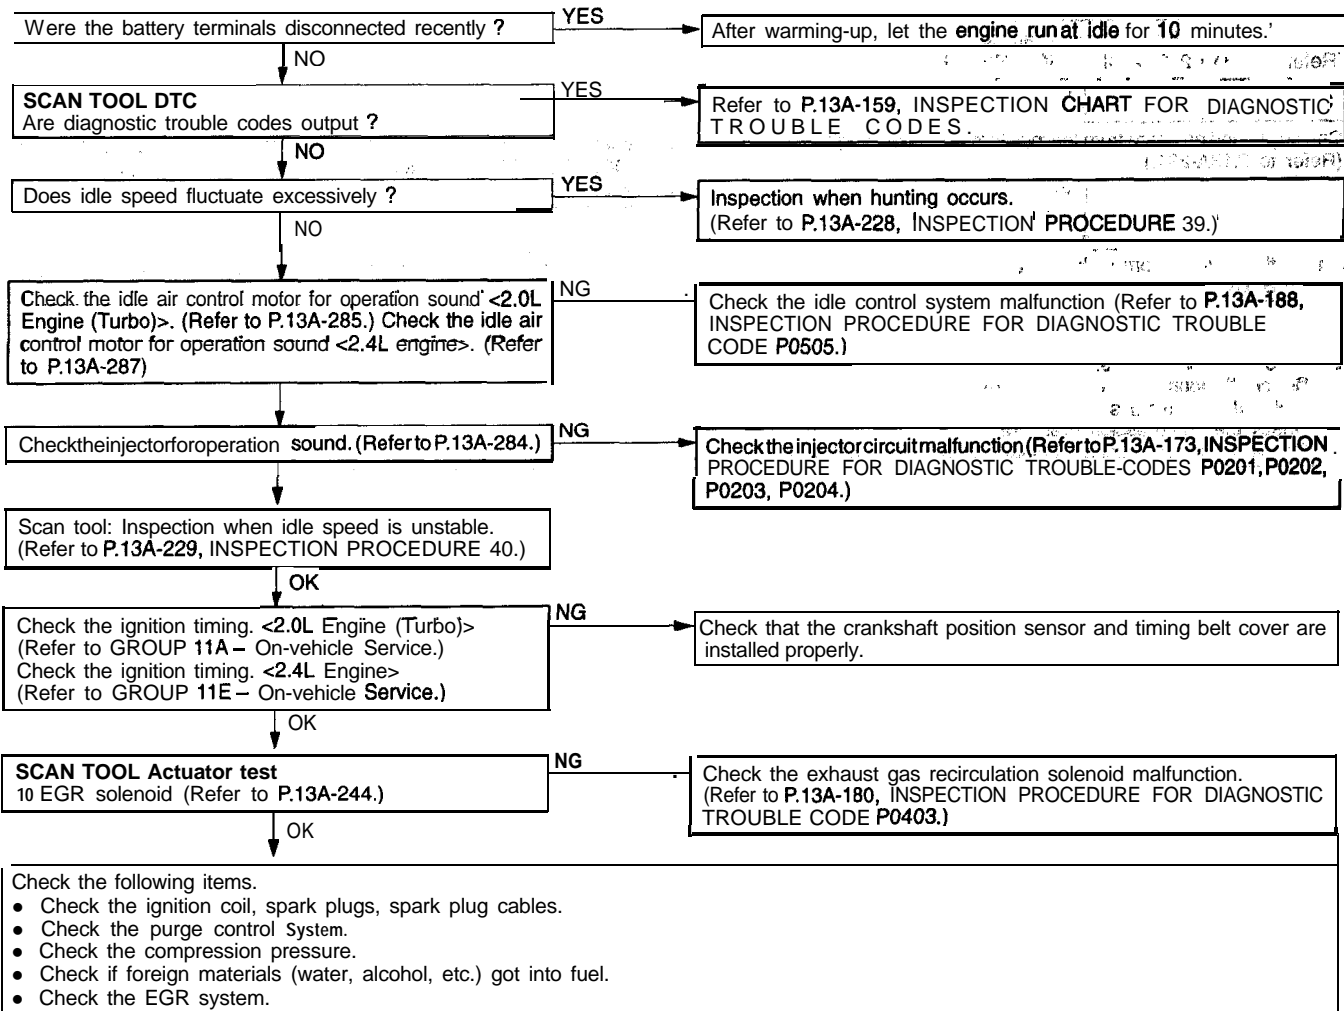 Were the battery terminals disconnected recently ?
YES
After warming-up, let the engine run at idle for 10 minutes.'
NO
SCAN TOOL DTC
Are diagnostic trouble codes output ?
YES
Refer to P.13A-159, INSPECTION CHART FOR DIAGNOSTIC
TROUBLE CODES.
NO
Does idle speed fluctuate excessively ?
YES
Inspection when hunting occurs.
(Refer to P.13A-228, INSPECTION PROCEDURE 39.)
NO
Check the idle air control motor for operation sound <2.0L
Engine (Turbo)>. (Refer to P.13A-285.) Check the idle air
control motor for operation sound <2.4L engine>. (Refer
to P.13A-287)
NG
Check the idle control system malfunction (Refer to P.13A-188,
INSPECTION PROCEDURE FOR DIAGNOSTIC TROUBLE
CODE P0505.)
Checktheinjectorforoperation sound. (Refer to P.13A-284.)
NG
Check the injector circuit malfunction (Refer to P.13A-173, INSPECTION
PROCEDURE FOR DIAGNOSTIC TROUBLE-CODES P0201, P0202,
P0203, P0204.)
Scan tool: Inspection when idle speed is unstable.
(Refer to P.13A-229, INSPECTION PROCEDURE 40.)
OK
Check the ignition timing. <2.0L Engine (Turbo)>
(Refer to GROUP 11A – On-vehicle Service.)
Check the ignition timing. <2.4L Engine>
(Refer to GROUP 11E – On-vehicle Service.)
NG
Check that the crankshaft position sensor and timing belt cover are
installed properly.
OK
SCAN TOOL Actuator test
10 EGR solenoid (Refer to P.13A-244.)
NG
Check the exhaust gas recirculation solenoid malfunction.
(Refer to P.13A-180, INSPECTION PROCEDURE FOR DIAGNOSTIC
TROUBLE CODE P0403.)
OK
Check the following items.
● Check the ignition coil, spark plugs, spark plug cables.
● Check the purge control System.
● Check the compression pressure.
● Check if foreign materials (water, alcohol, etc.) got into fuel.
● Check the EGR system.